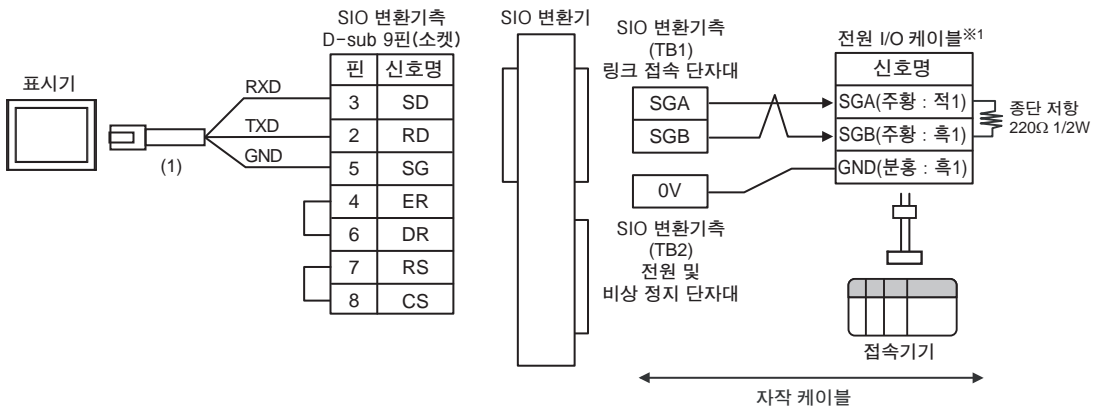 표시기
RXD
TXD
GND
(1)
SIO 변환기측
D-sub 9핀(소켓)
핀 신호명
3 SD
2 RD
5 SG
4 ER
6 DR
7 RS
8 CS
SIO 변환기
SIO 변환기측
(TB1)
링크 접속 단자대
SGA
SGB
0V
SIO 변환기측
(TB2)
전원 및
비상 정지 단자대
전원 I/O 케이블※1
신호명
SGA(주황 : 적1)
SGB(주황 : 흑1)
GND(분홍 : 흑1)
종단 저항
220Ω 1/2W
접속기기
자작 케이블